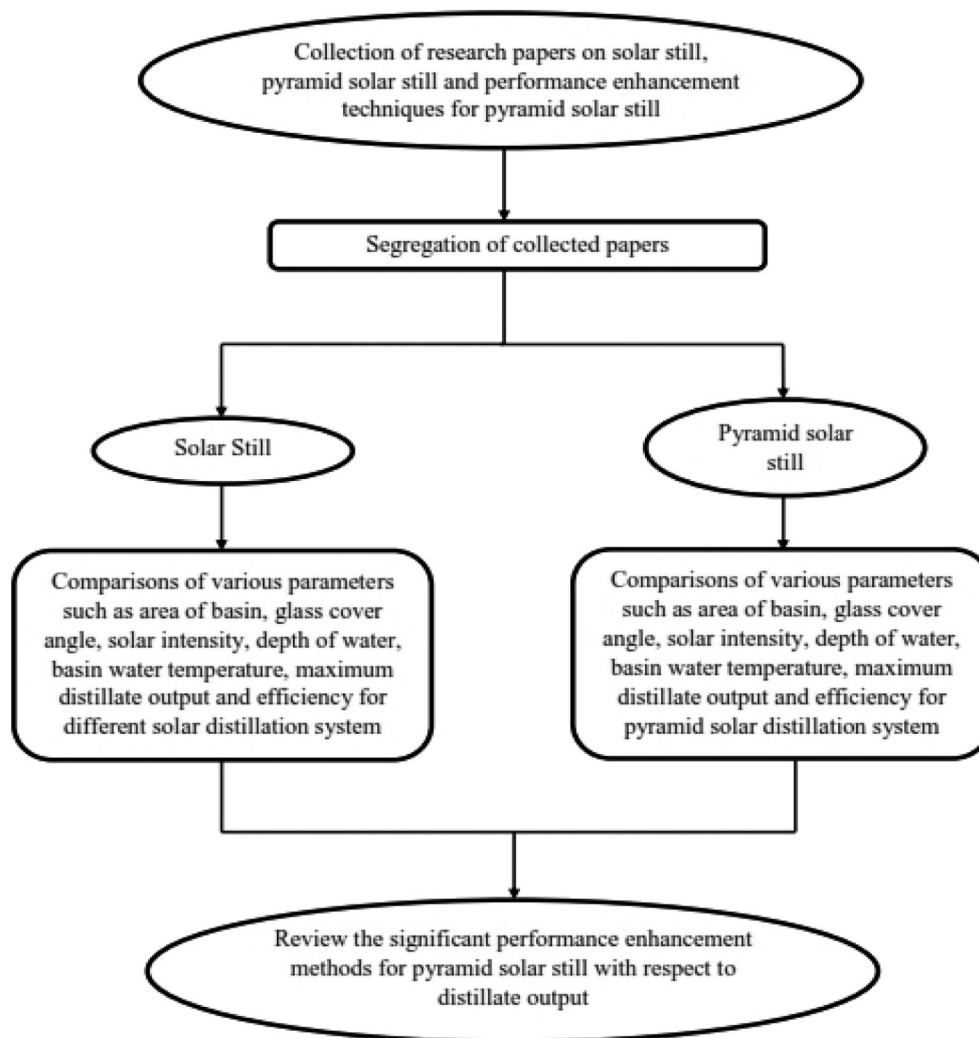 Collection of research papers on solar still,
pyramid solar still and performance enhancement
techniques for pyramid solar still
Segregation of collected papers
Solar Still
Pyramid solar
still
Comparisons of various parameters
such as area of basin, glass cover
angle, solar intensity, depth of water,
basin water temperature, maximum
distillate output and efficiency for
different solar distillation system
Comparisons of various parameters
such as area of basin, glass cover
angle, solar intensity, depth of water,
basin water temperature, maximum
distillate output and efficiency for
pyramid solar distillation system
Review the significant performance enhancement
methods for pyramid solar still with respect to
distillate output